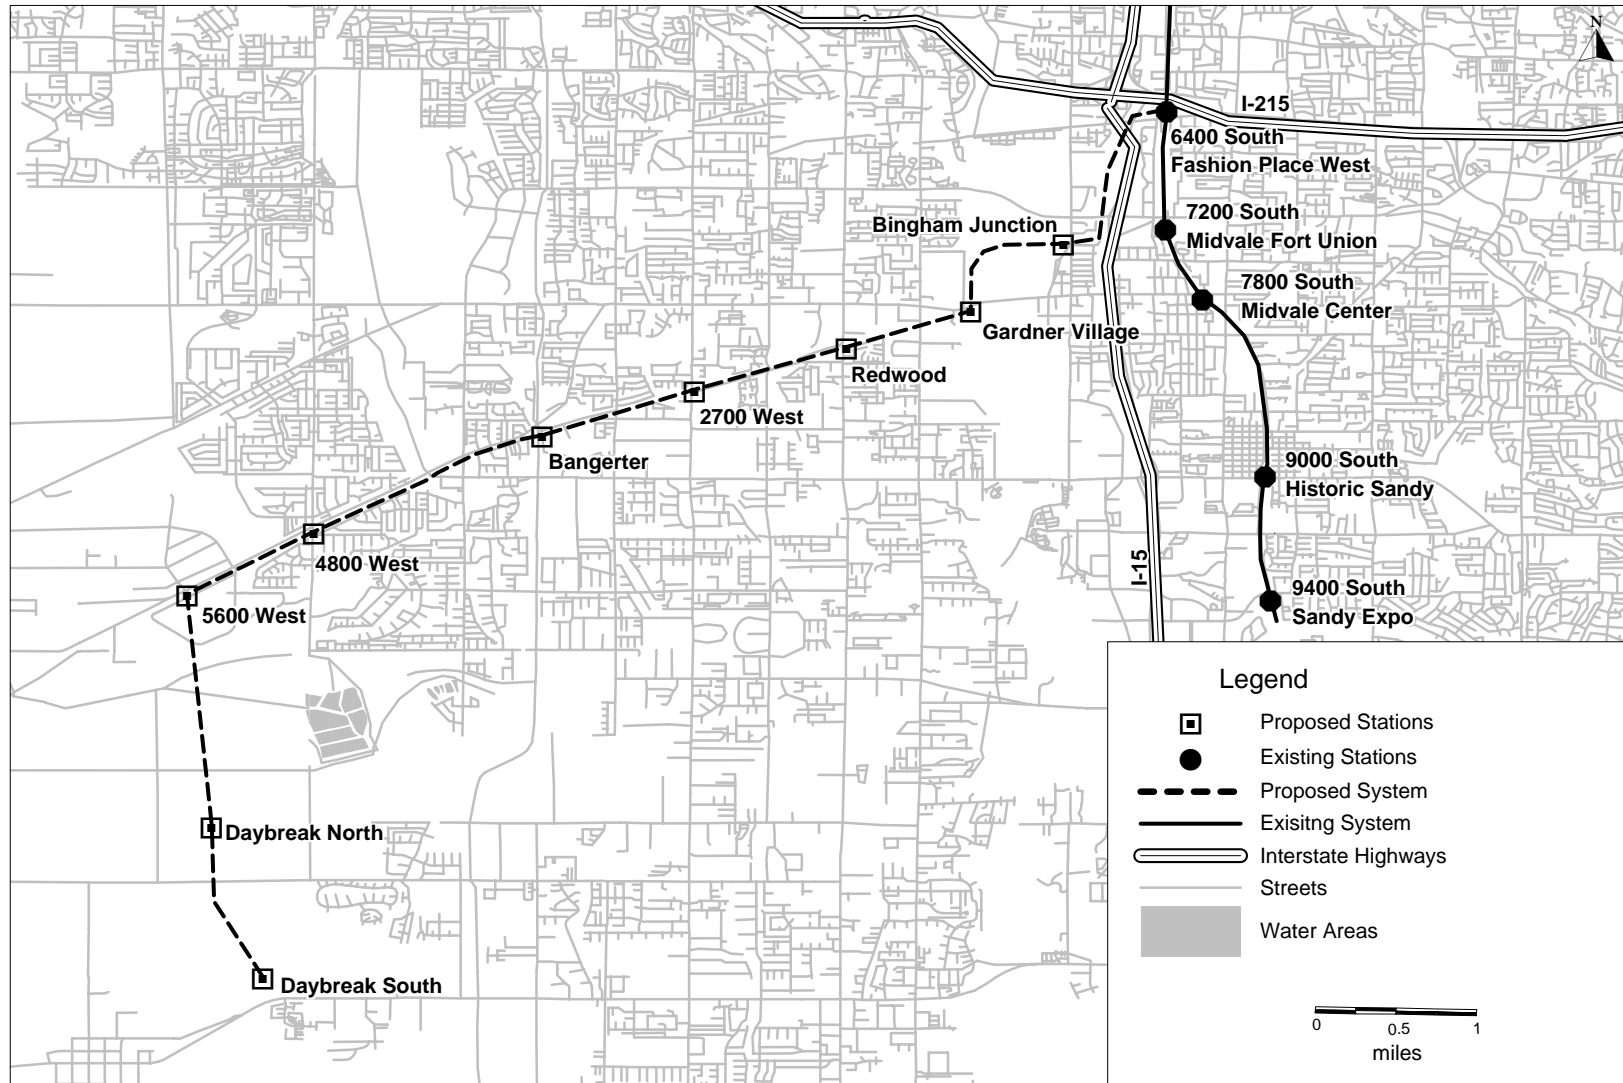 N
I-215
6400 South
Fashion Place West
7200 South
Midvale Fort Union
Bingham Junction
7800 South
Midvale Center
Gardner Village
Redwood
2700 West
Bangerter
9000 South
Historic Sandy
4800 West
I-15
9400 South
Sandy Expo
5600 West
Daybreak North
Daybreak South
Legend
Proposed Stations
Existing Stations
Proposed System
Exisitng System
Interstate Highways
Streets
Water Areas
0 0.5 1
miles